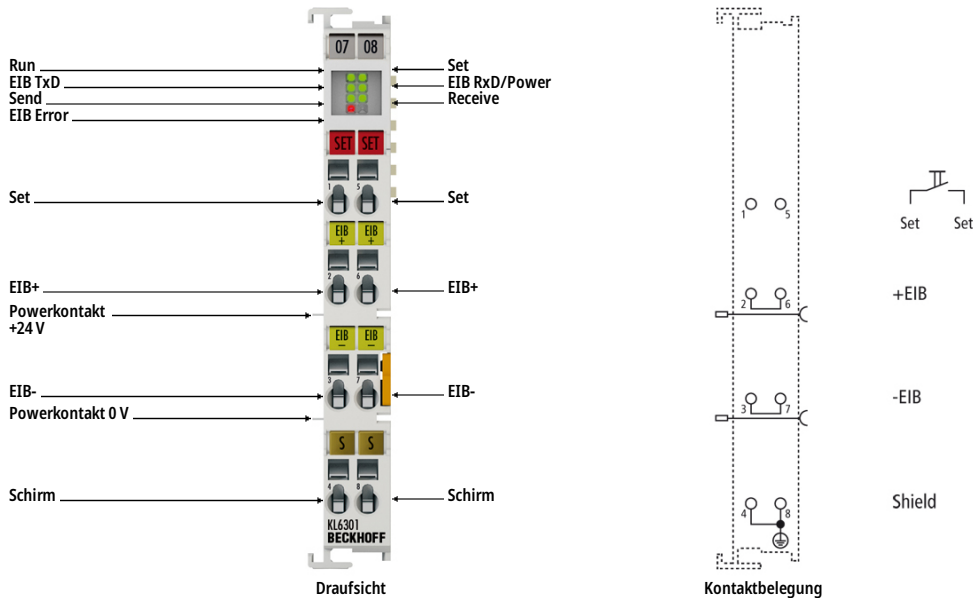 07 08
Run
EIB TxD
Send
EIB Error
Set
EIB RxD/Power
Receive
SET SET
1 5
Set
Set
EIB + EIB +
2 6
EIB+
EIB+
Powerkontakt
+24 V
EIB – EIB –
3 7
EIB-
EIB-
Powerkontakt 0 V
S S
4 8
Schirm
Schirm
KL6301
BECKHOFF
Draufsicht
1 5
Set Set
2 6
+EIB
3 7
-EIB
4 8
Shield
Kontaktbelegung